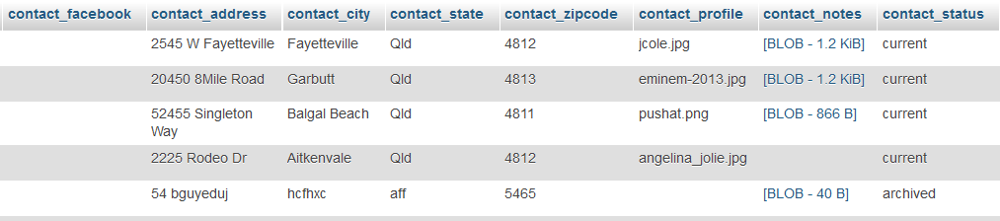 contact_facebook contact_address contact_city contact_state contact_zipcode contact_profile contact_notes contact_status
2545 W Fayetteville Fayetteville Qld 4812 jcole.jpg [BLOB - 1.2 KiB] current
20450 8Mile Road Garbutt Qld 4813 eminem-2013.jpg [BLOB - 1.2 KiB] current
52455 Singleton Balgal Beach Qld 4811 pushat.png [BLOB - 866 B] current
Way
2225 Rodeo Dr Aitkenvale Qld 4812 angelina_jolie.jpg current
54 bguyeduj hcfhxc aff 5465 [BLOB - 40 B] archived